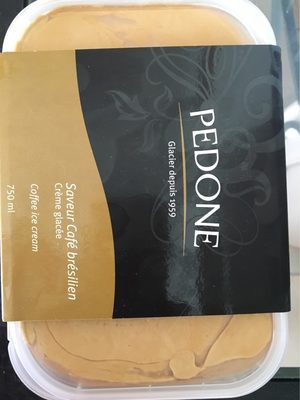 PEDONE
Glacier depuis 1959
Saveur Café brésilien
Crème glacée
Coffee ice cream
750 ml